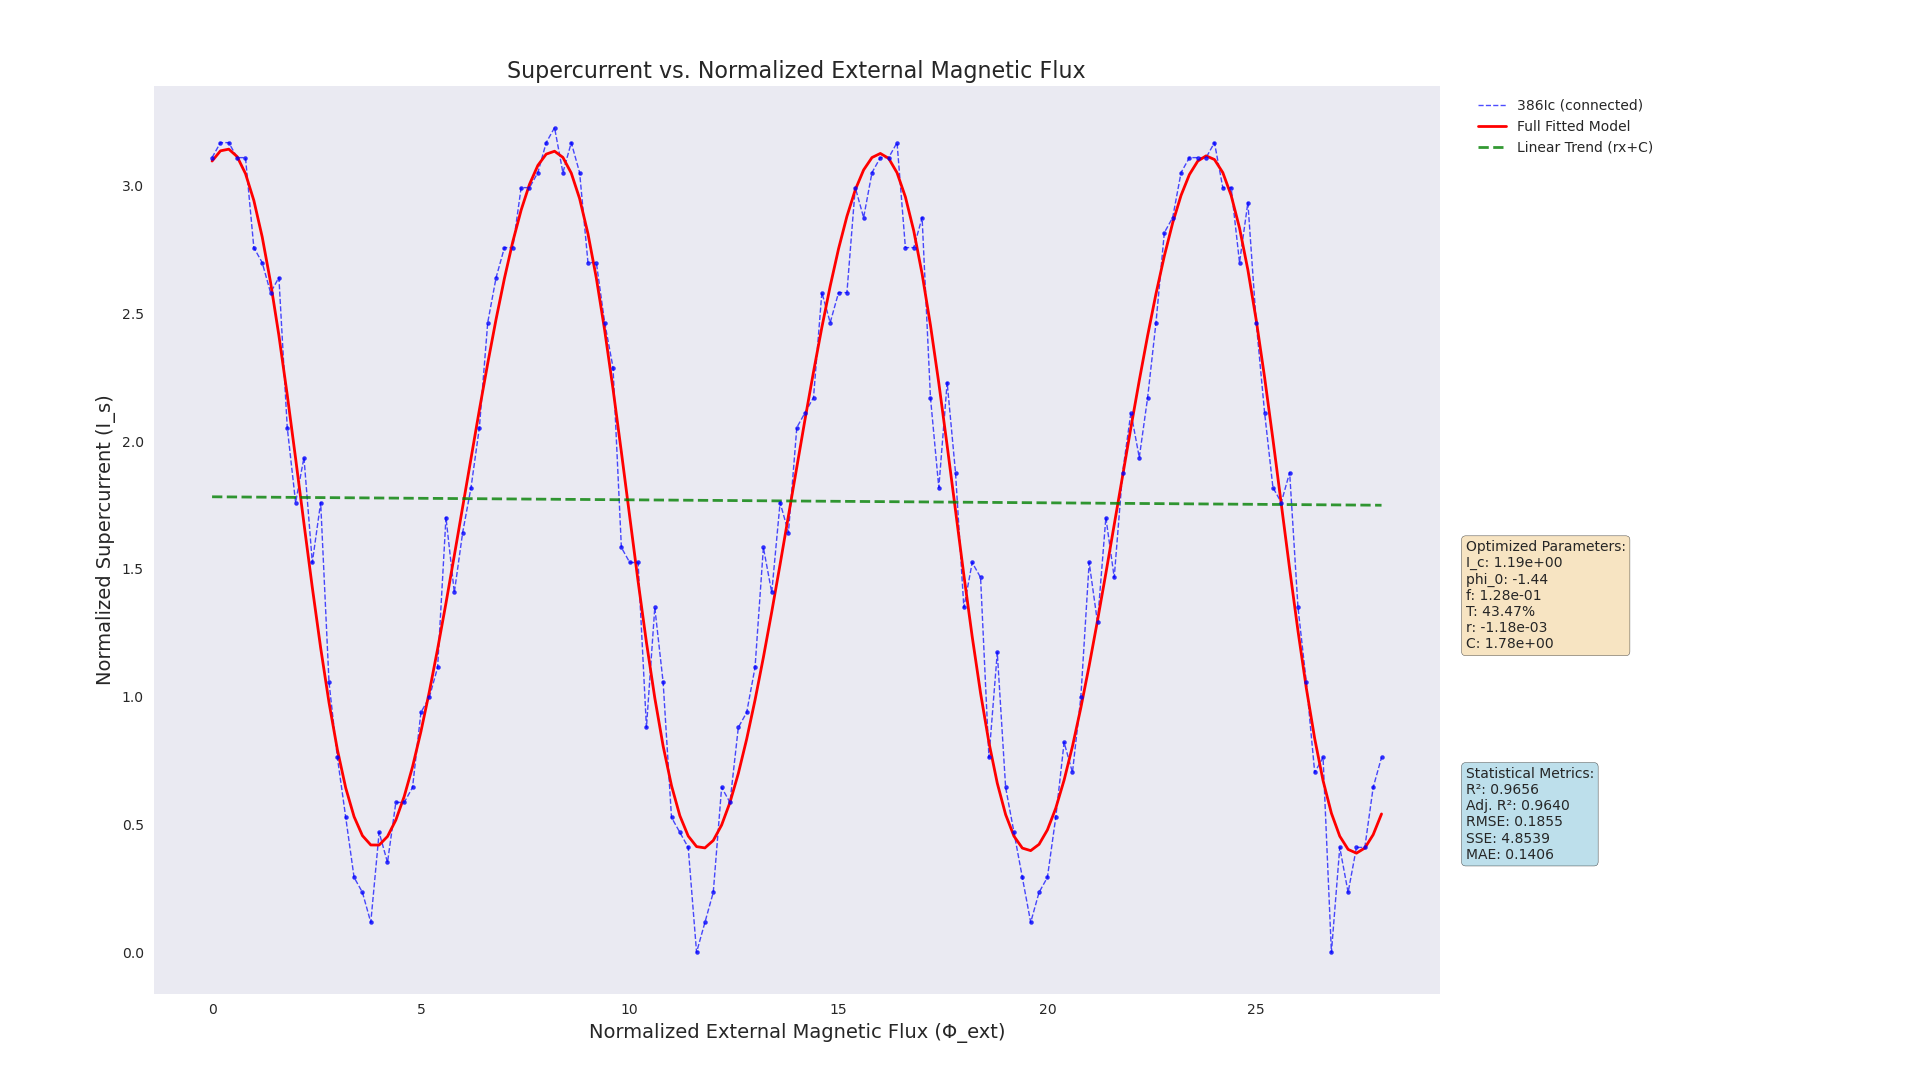 Supercurrent vs. Normalized External Magnetic Flux
Normalized Supercurrent (I_s)
3.0
2.5
2.0
1.5
1.0
0.5
0.0
0 5 10 15 20 25
Normalized External Magnetic Flux (Φ_ext)
386Ic (connected)
Full Fitted Model
Linear Trend (rx+C)
Optimized Parameters:
I_c: 1.19e+00
phi_0: -1.44
f: 1.28e-01
T: 43.47%
r: -1.18e-03
C: 1.78e+00
Statistical Metrics:
R²: 0.9656
Adj. R²: 0.9640
RMSE: 0.1855
SSE: 4.8539
MAE: 0.1406